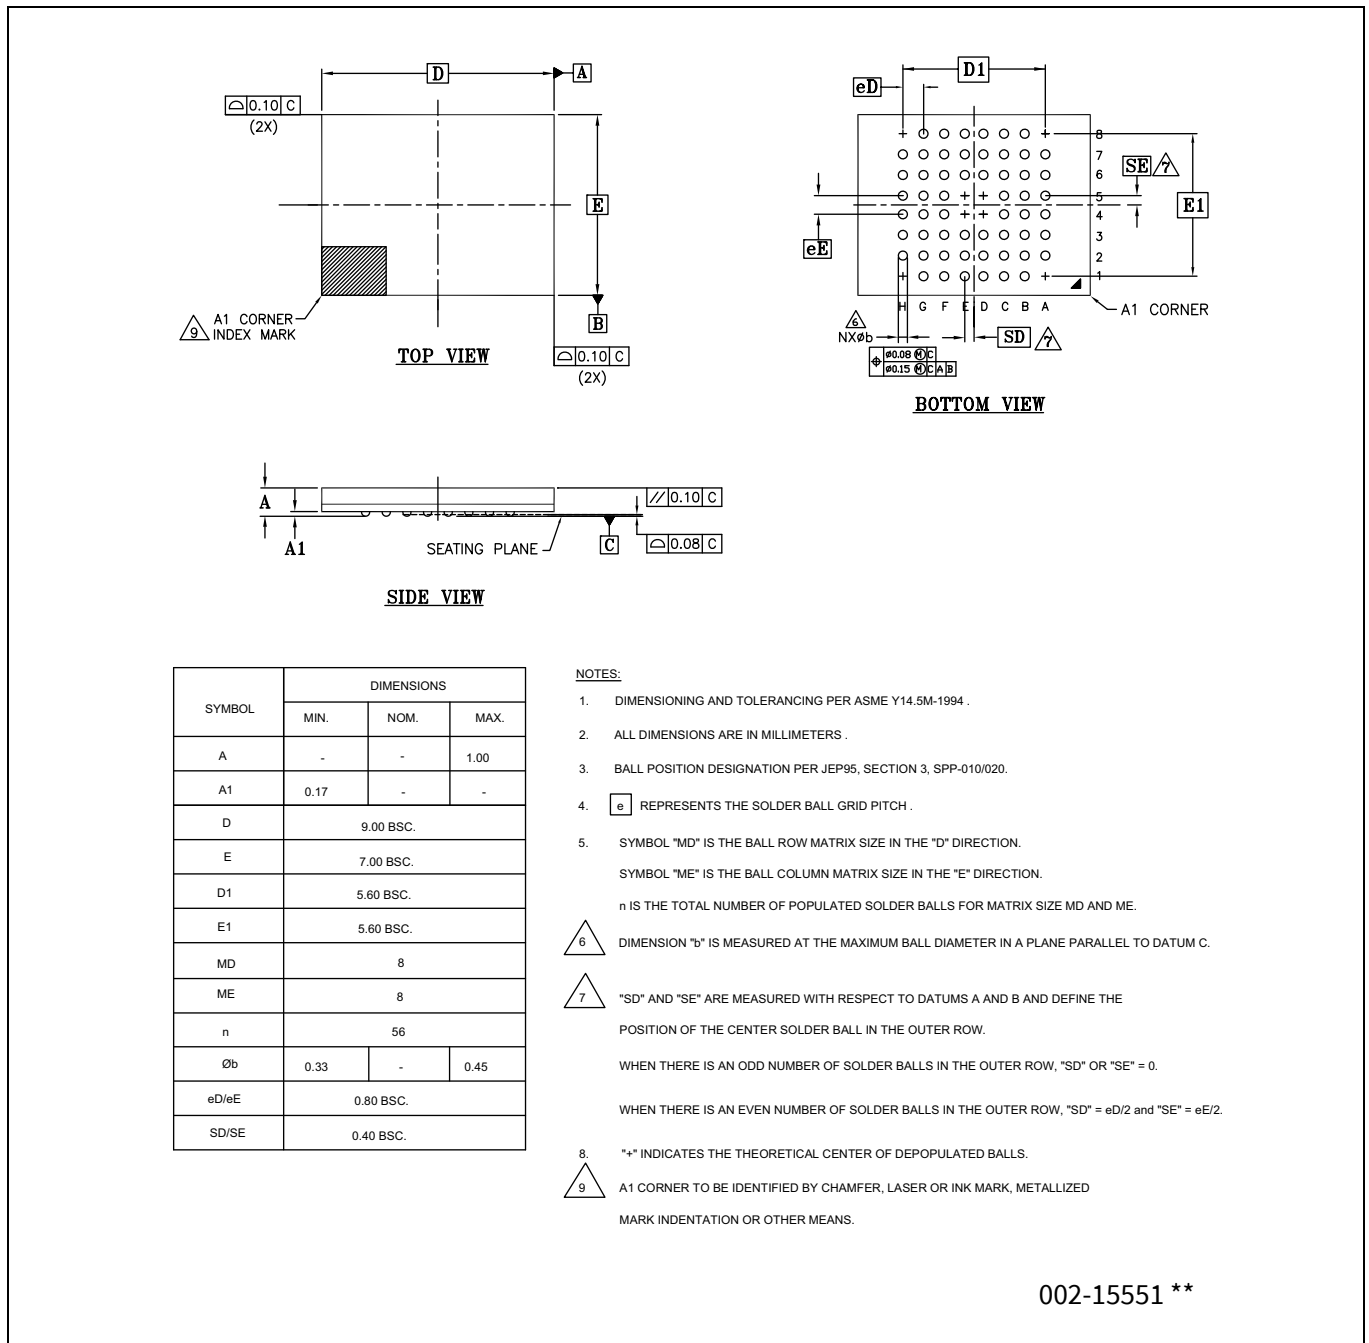 D
A
0.10 C
(2X)
E
A1 CORNER
INDEX MARK
9
B
TOP VIEW
0.10 C
(2X)
D1
eD
8
7
6
5
4
3
2
1
SE 7
E1
eE
H G F E D C B A
A1 CORNER
6
NXøb
SD 7
ø0.08 Ⓜ C
ø0.15 Ⓜ C A B
BOTTOM VIEW
A
A1
// 0.10 C
SEATING PLANE
C
0.08 C
SIDE VIEW
SYMBOL DIMENSIONS
MIN. NOM. MAX.
A - - 1.00
A1 0.17 - -
D 9.00 BSC.
E 7.00 BSC.
D1 5.60 BSC.
E1 5.60 BSC.
MD 8
ME 8
n 56
Øb 0.33 - 0.45
eD/eE 0.80 BSC.
SD/SE 0.40 BSC.
NOTES:
1. DIMENSIONING AND TOLERANCING PER ASME Y14.5M-1994 .
2. ALL DIMENSIONS ARE IN MILLIMETERS .
3. BALL POSITION DESIGNATION PER JEP95, SECTION 3, SPP-010/020.
4. e REPRESENTS THE SOLDER BALL GRID PITCH .
5. SYMBOL "MD" IS THE BALL ROW MATRIX SIZE IN THE "D" DIRECTION.
SYMBOL "ME" IS THE BALL COLUMN MATRIX SIZE IN THE "E" DIRECTION.
n IS THE TOTAL NUMBER OF POPULATED SOLDER BALLS FOR MATRIX SIZE MD AND ME.
6 DIMENSION "b" IS MEASURED AT THE MAXIMUM BALL DIAMETER IN A PLANE PARALLEL TO DATUM C.
7 "SD" AND "SE" ARE MEASURED WITH RESPECT TO DATUMS A AND B AND DEFINE THE
POSITION OF THE CENTER SOLDER BALL IN THE OUTER ROW.
WHEN THERE IS AN ODD NUMBER OF SOLDER BALLS IN THE OUTER ROW, "SD" OR "SE" = 0.
WHEN THERE IS AN EVEN NUMBER OF SOLDER BALLS IN THE OUTER ROW, "SD" = eD/2 and "SE" = eE/2.
8. "+" INDICATES THE THEORETICAL CENTER OF DEPOPULATED BALLS.
9 A1 CORNER TO BE IDENTIFIED BY CHAMFER, LASER OR INK MARK, METALLIZED
MARK INDENTATION OR OTHER MEANS.
002-15551 **